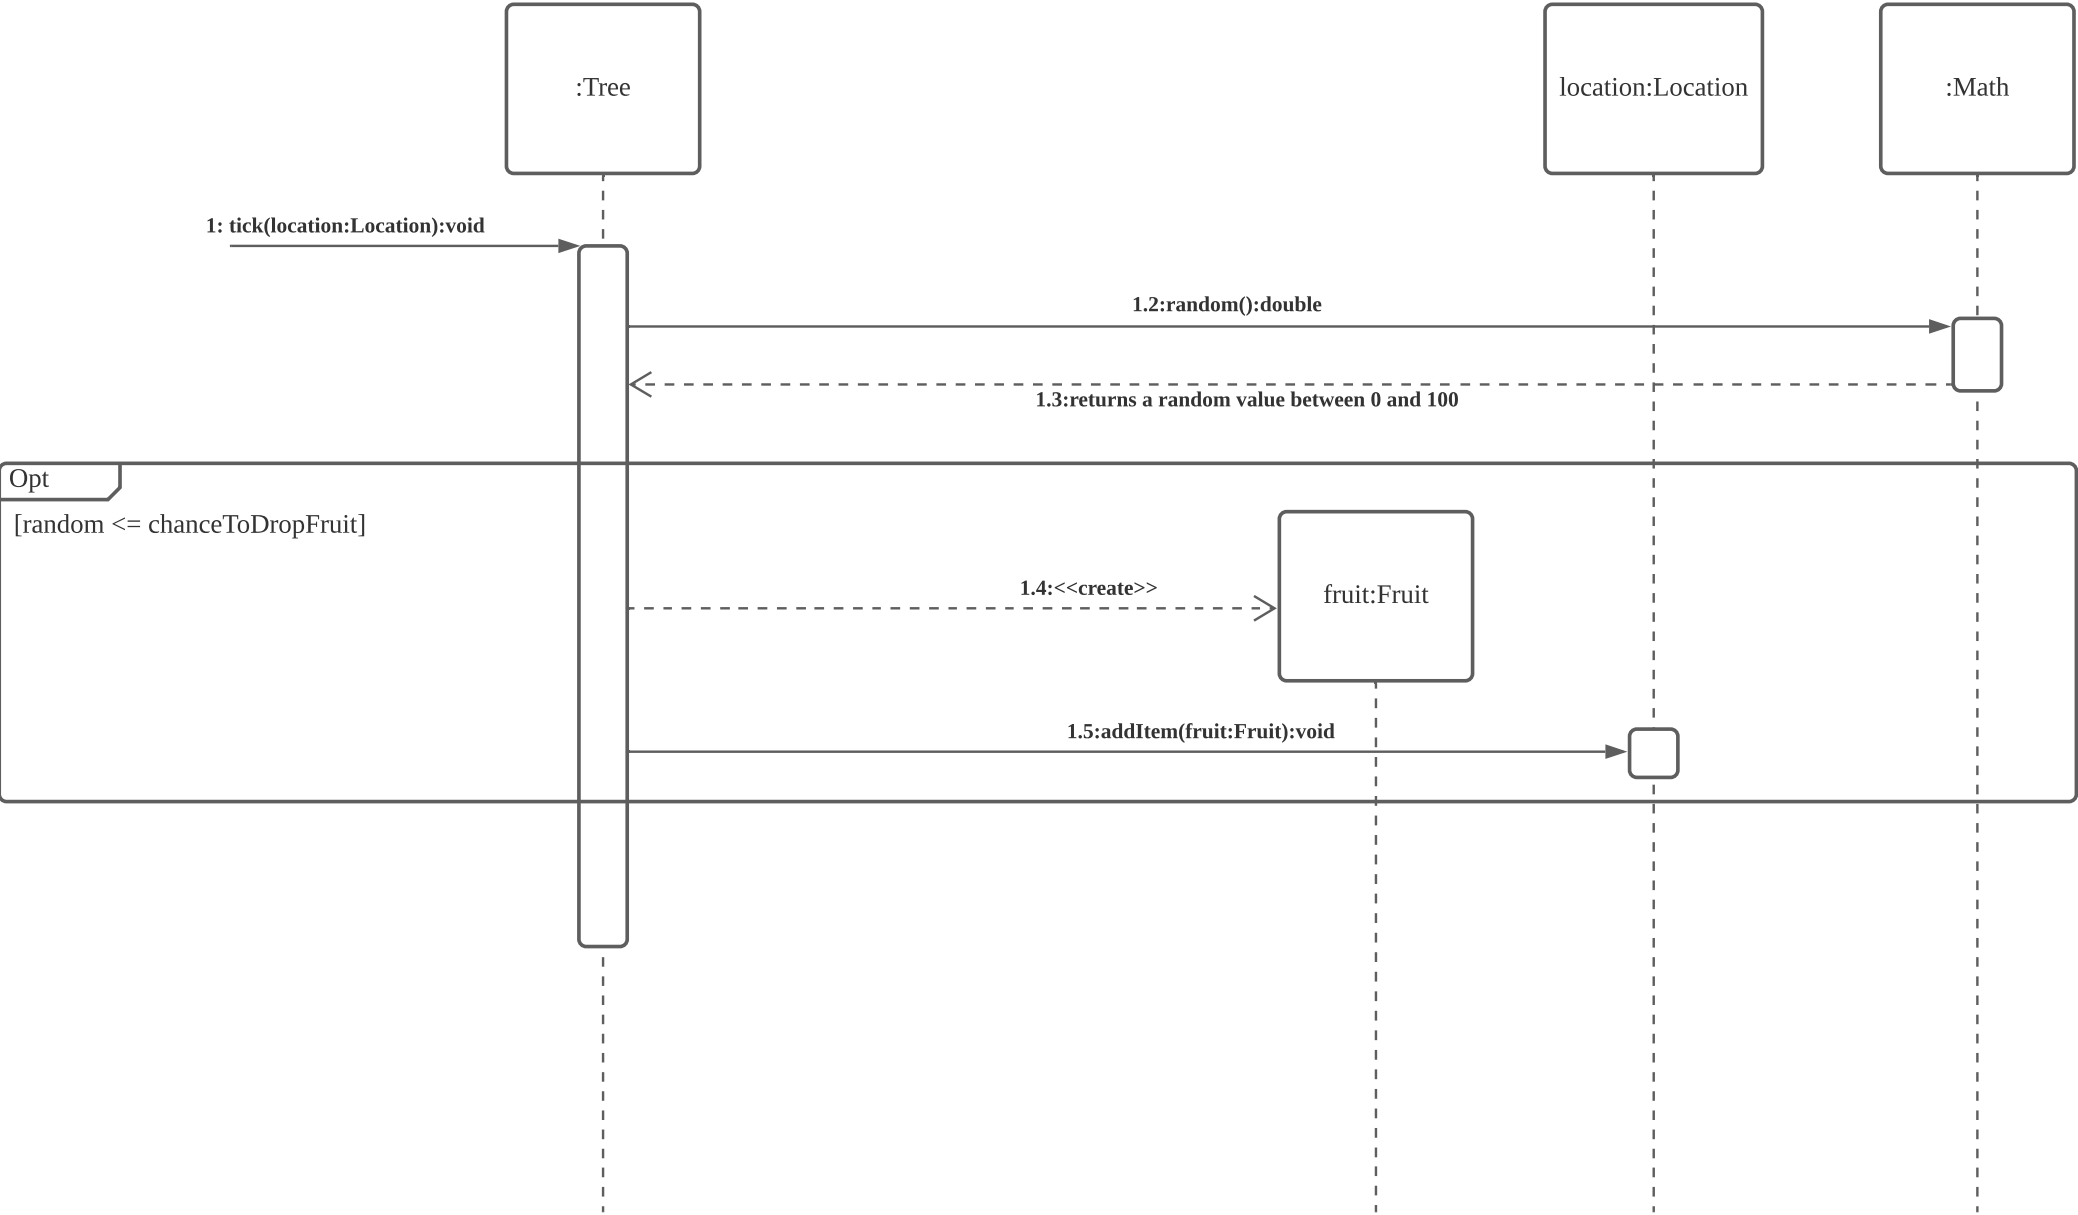 :Tree
location:Location
:Math
1: tick(location:Location):void
1.2:random():double
1.3:returns a random value between 0 and 100
Opt
[random <= chanceToDropFruit]
1.4:<<create>>
fruit:Fruit
1.5:addItem(fruit:Fruit):void